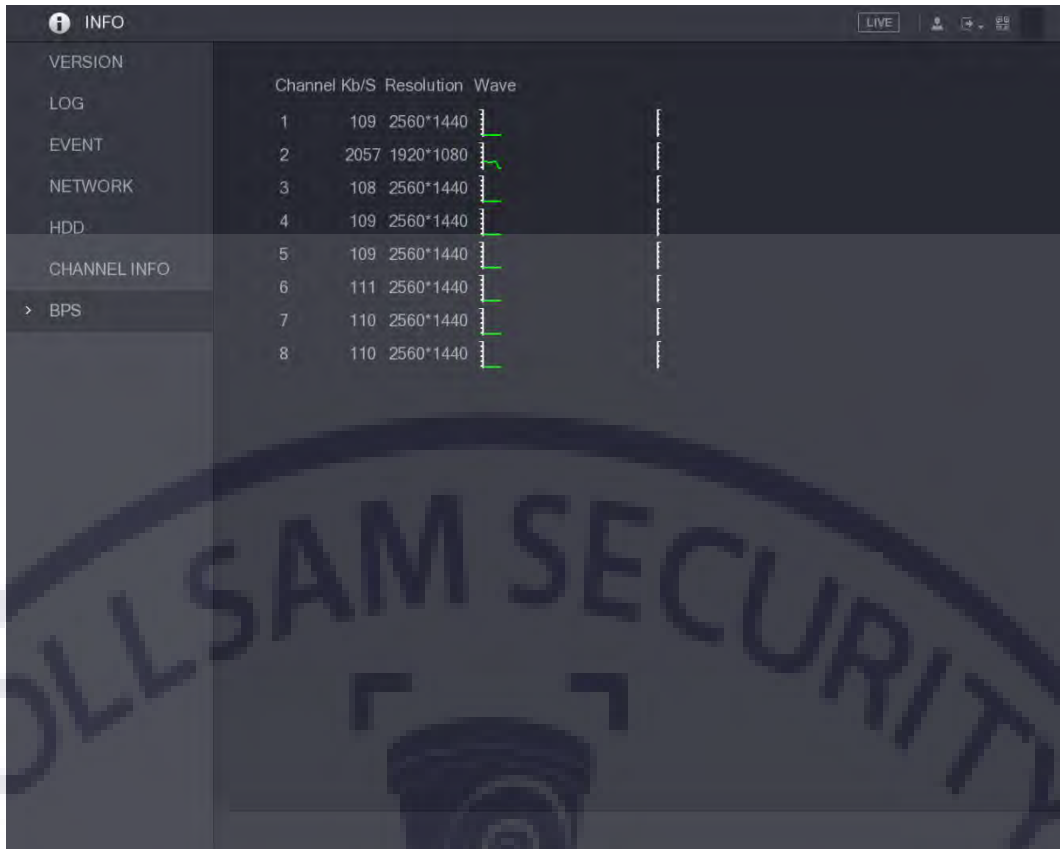 INFO
LIVE
VERSION
LOG
EVENT
NETWORK
HDD
CHANNEL INFO
> BPS
Channel Kb/S Resolution Wave
1 109 2560*1440
2 2057 1920*1080
3 108 2560*1440
4 109 2560*1440
5 109 2560*1440
6 111 2560*1440
7 110 2560*1440
8 110 2560*1440
OLLSAM SECURITY